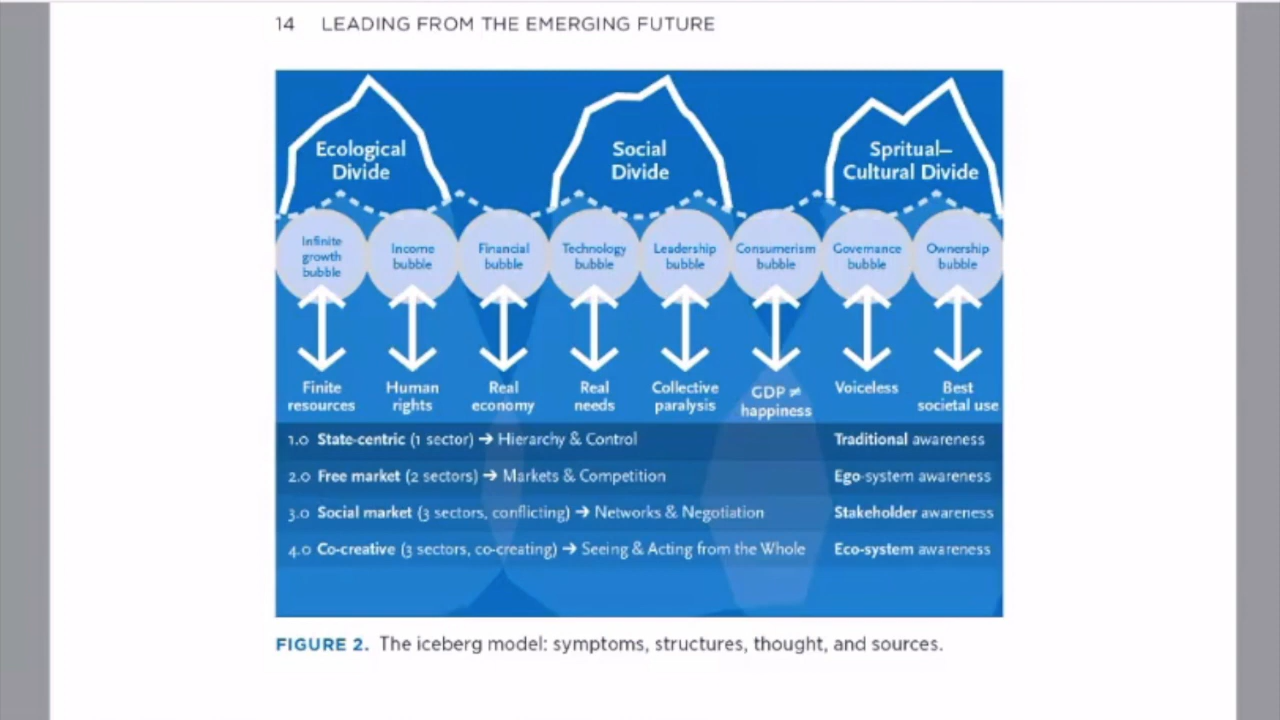 14 LEADING FROM THE EMERGING FUTURE
Ecological
Divide
Social
Divide
Spritual–
Cultural Divide
Infinite
growth
bubble
Income
bubble
Financial
bubble
Technology
bubble
Leadership
bubble
Consumerism
bubble
Governance
bubble
Ownership
bubble
Finite
resources
Human
rights
Real
economy
Real
needs
Collective
paralysis
GDP ≠
happiness
Voiceless
Best
societal use
1.0 State-centric (1 sector) → Hierarchy & Control Traditional awareness
2.0 Free market (2 sectors) → Markets & Competition Ego-system awareness
3.0 Social market (3 sectors, conflicting) → Networks & Negotiation Stakeholder awareness
4.0 Co-creative (3 sectors, co-creating) → Seeing & Acting from the Whole Eco-system awareness
FIGURE 2. The iceberg model: symptoms, structures, thought, and sources.